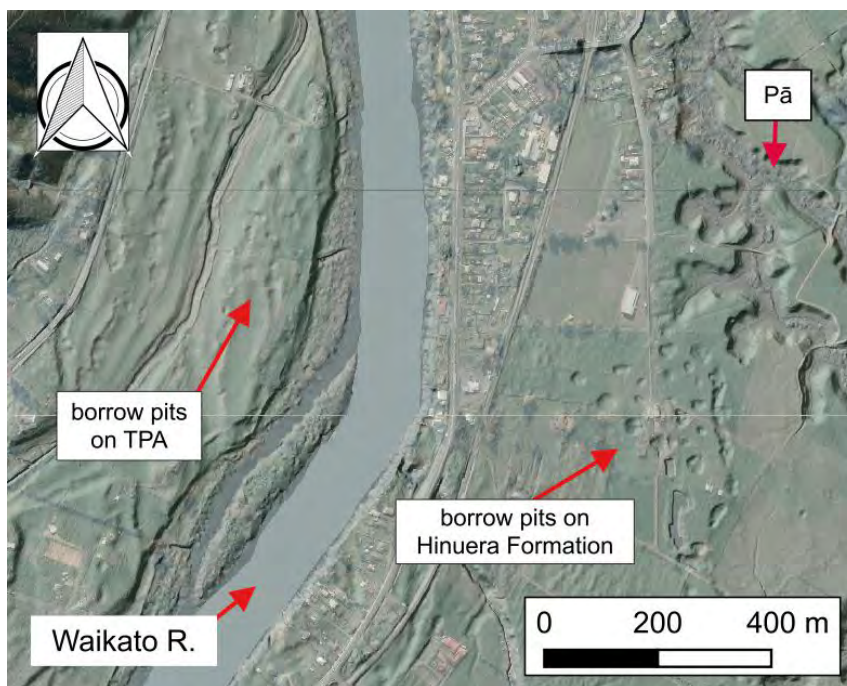 Pā
borrow pits
on TPA
borrow pits on
Hinuera Formation
Waikato R.
0 200 400 m